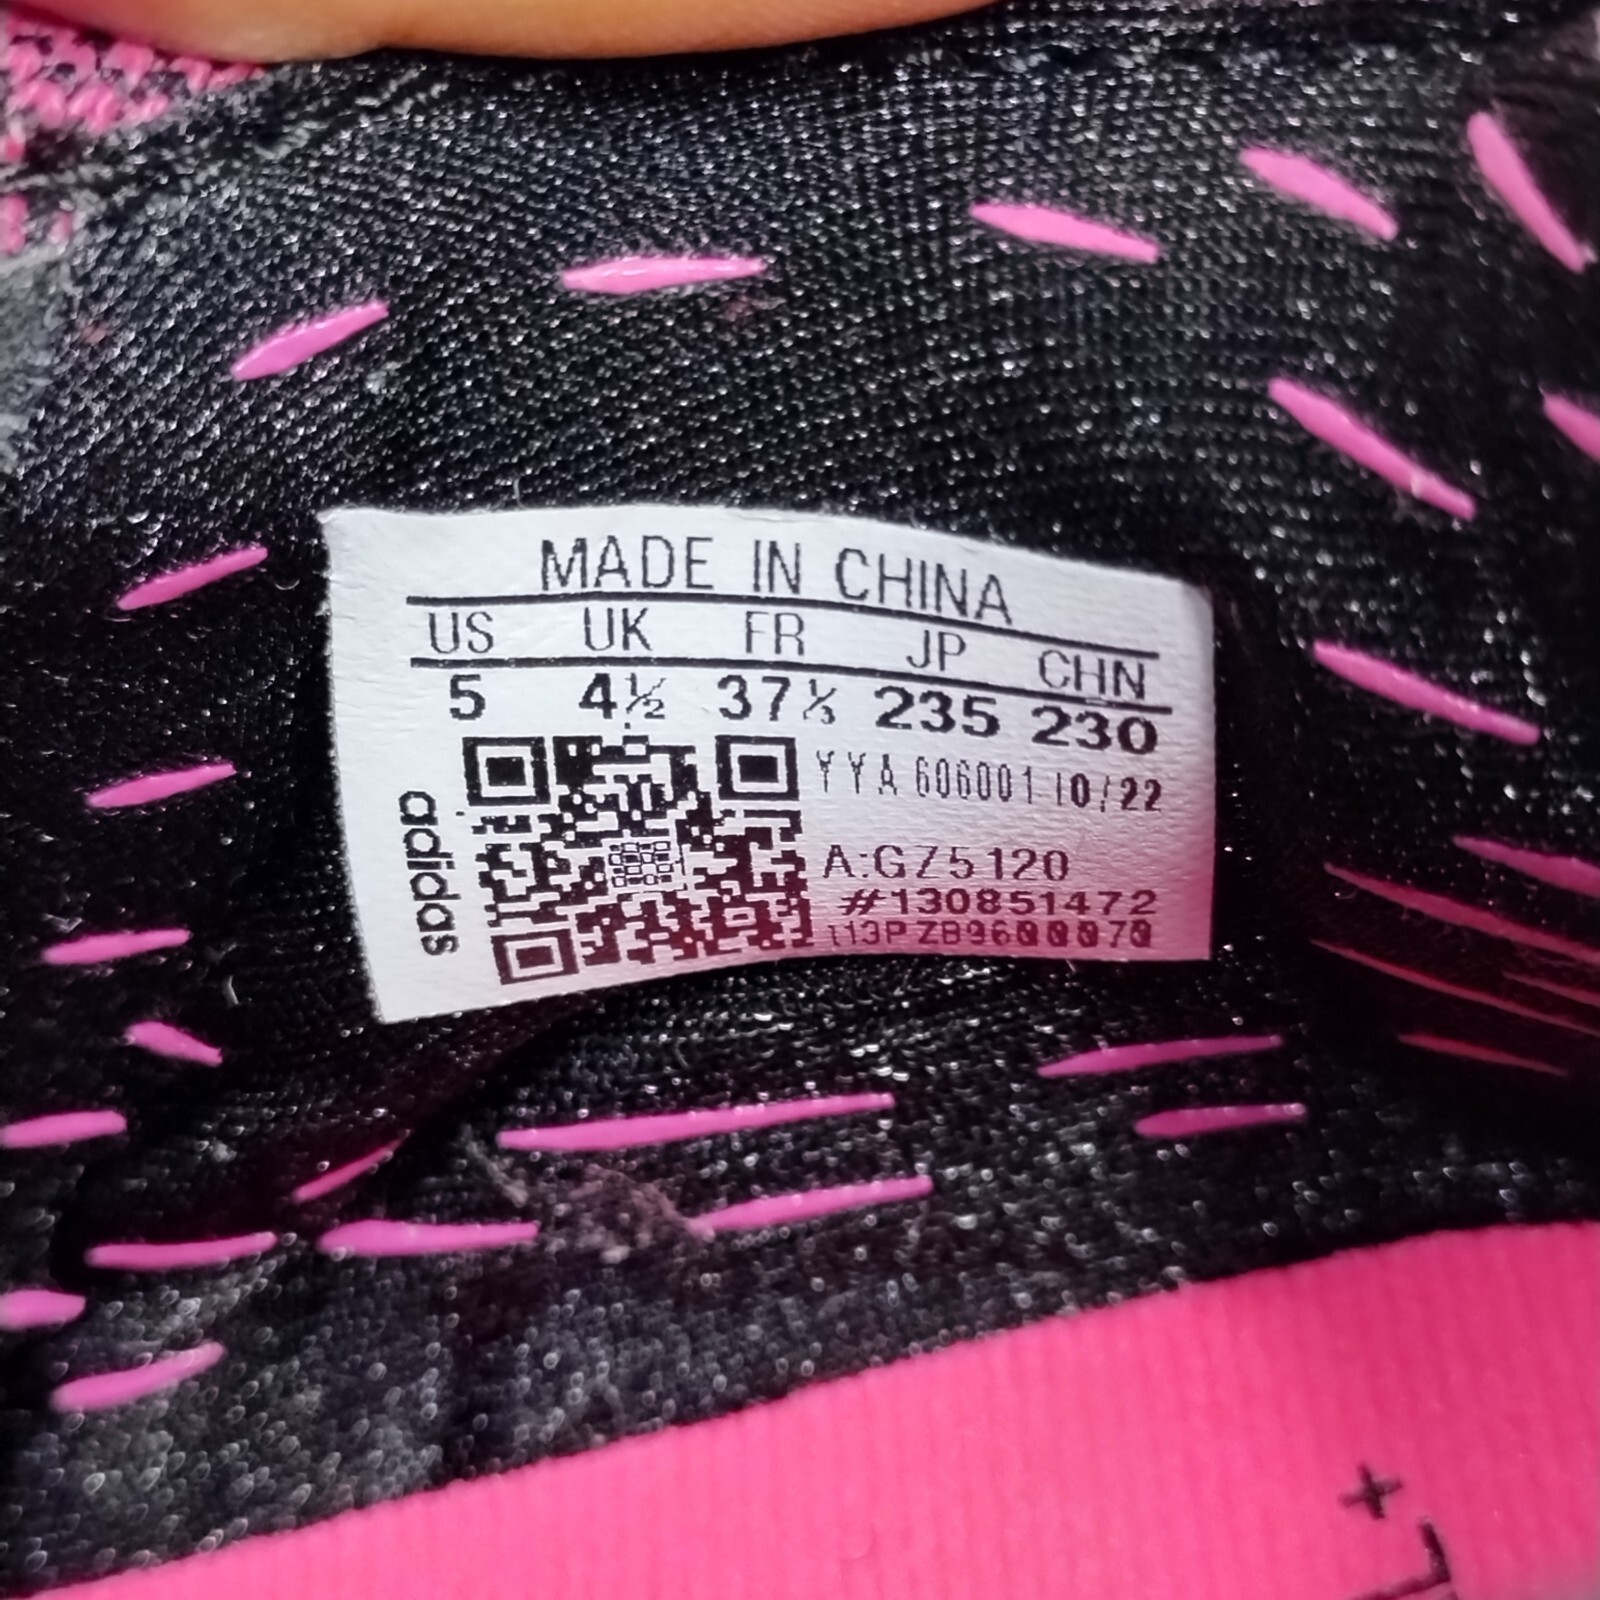 MADE IN CHINA
US UK FR JP CHN
5 4½ 37⅓ 235 230
YYA 606001 10/22
A:GZ5120
#130851472
adidas